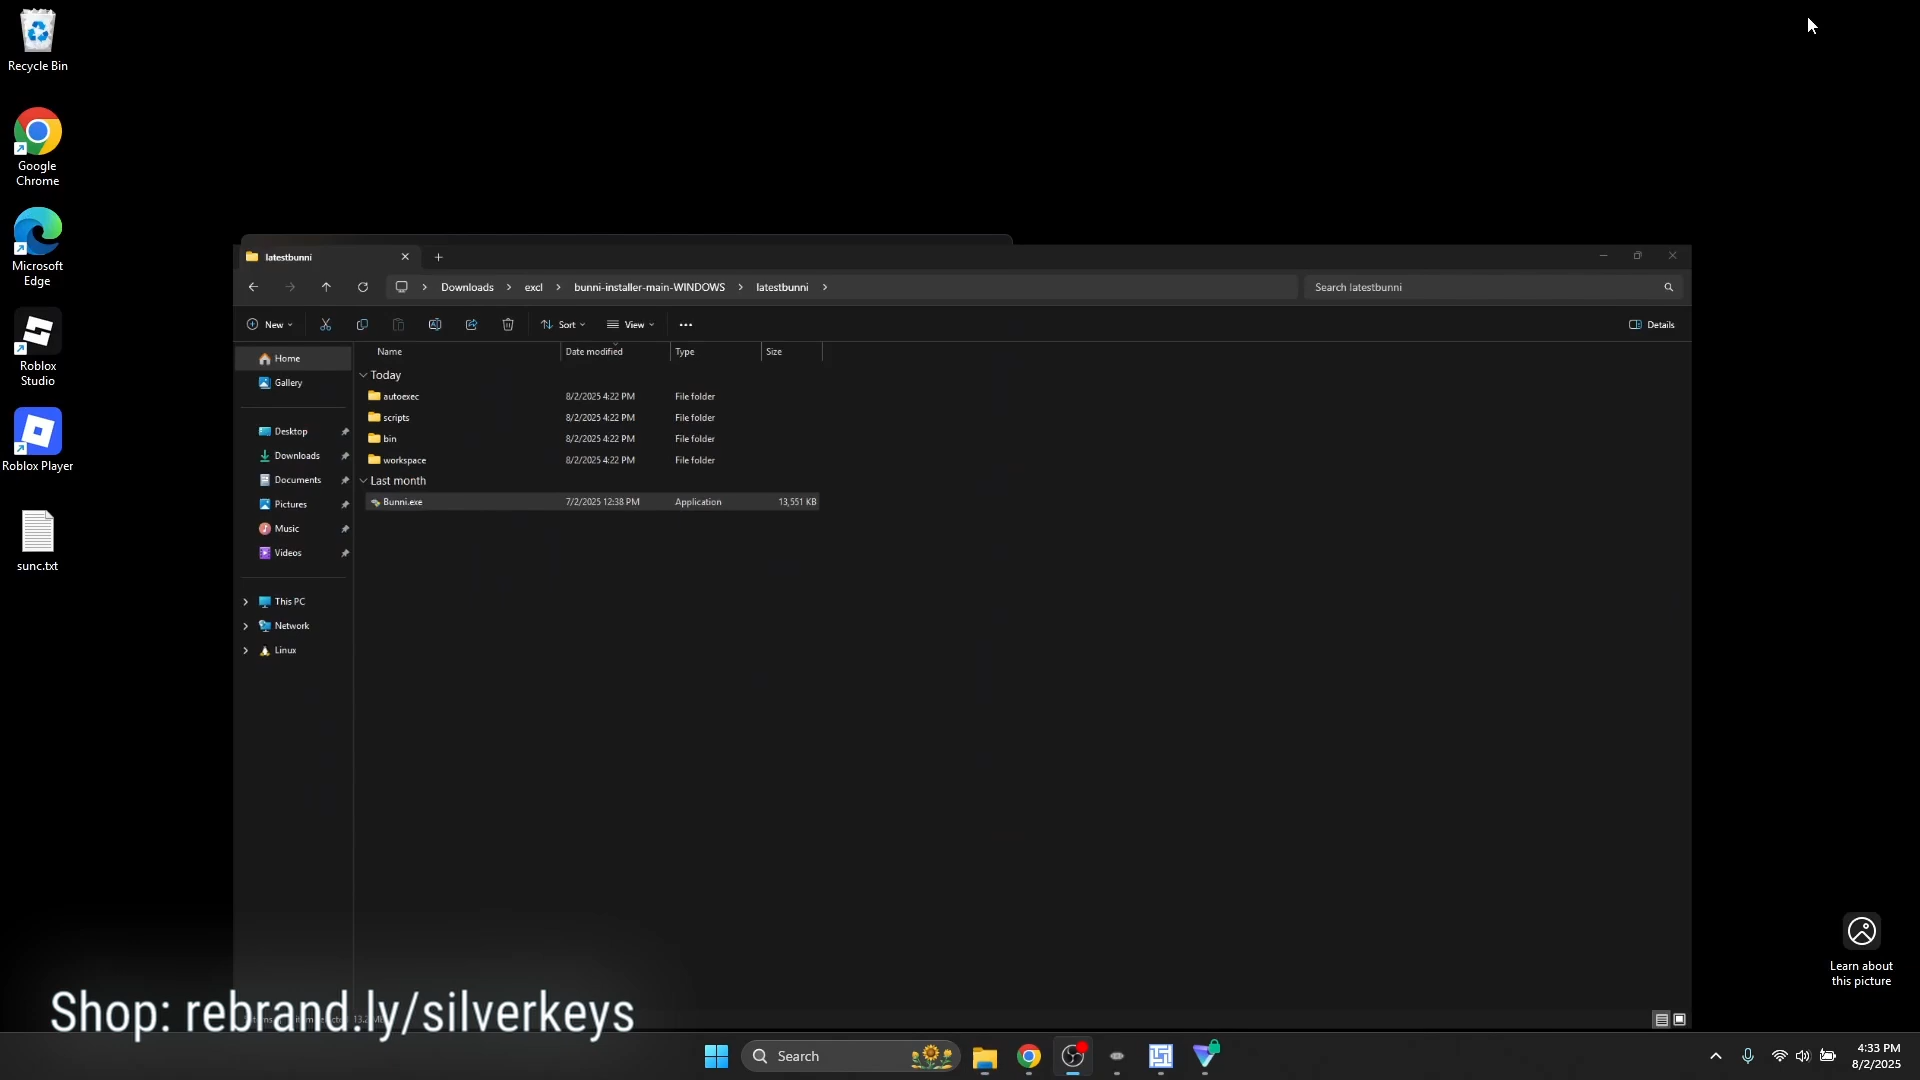 Recycle Bin
Google
Chrome
Microsoft
Edge
Roblox
Studio
Roblox Player
sunc.txt
latestbunni
Downloads > excl > bunni-installer-main-WINDOWS > latestbunni >
Search latestbunni
New
Sort
View
Details
Home
Gallery
Desktop
Downloads
Documents
Pictures
Music
Videos
This PC
Network
Linux
Name Date modified Type Size
Today
autoexec 8/2/2025 4:22 PM File folder
scripts 8/2/2025 4:22 PM File folder
bin 8/2/2025 4:22 PM File folder
workspace 8/2/2025 4:22 PM File folder
Last month
Bunni.exe 7/2/2025 12:38 PM Application 13,551 KB
Learn about
this picture
Shop: rebrand.ly/silverkeys
Search
4:33 PM
8/2/2025